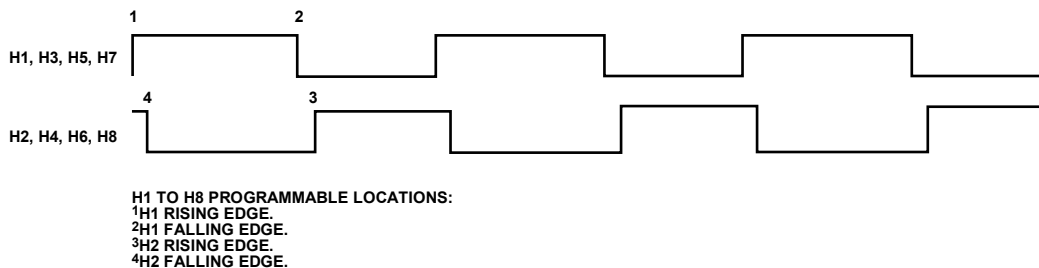 1 2
H1, H3, H5, H7
4 3
H2, H4, H6, H8
H1 TO H8 PROGRAMMABLE LOCATIONS:
1H1 RISING EDGE.
2H1 FALLING EDGE.
3H2 RISING EDGE.
4H2 FALLING EDGE.